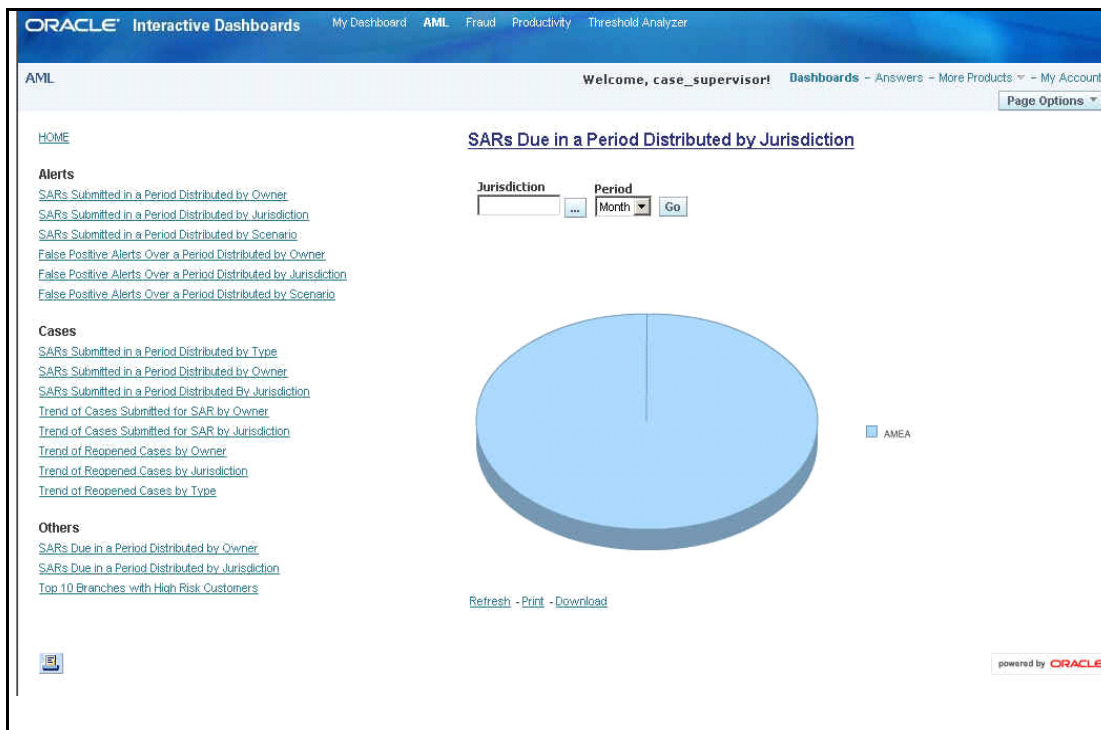 ORACLE Interactive Dashboards My Dashboard AML Fraud Productivity Threshold Analyzer
AML Welcome, case_supervisor! Dashboards - Answers - More Products - My Account
Page Options
HOME
SARs Due in a Period Distributed by Jurisdiction
Alerts
SARs Submitted in a Period Distributed by Owner
SARs Submitted in a Period Distributed by Jurisdiction
SARs Submitted in a Period Distributed by Scenario
False Positive Alerts Over a Period Distributed by Owner
False Positive Alerts Over a Period Distributed by Jurisdiction
False Positive Alerts Over a Period Distributed by Scenario
Jurisdiction Period
... Month Go
Cases
SARs Submitted in a Period Distributed by Type
SARs Submitted in a Period Distributed by Owner
SARs Submitted in a Period Distributed By Jurisdiction
Trend of Cases Submitted for SAR by Owner
Trend of Cases Submitted for SAR by Jurisdiction
Trend of Reopened Cases by Owner
Trend of Reopened Cases by Jurisdiction
Trend of Reopened Cases by Type
AMEA
Others
SARs Due in a Period Distributed by Owner
SARs Due in a Period Distributed by Jurisdiction
Top 10 Branches with High Risk Customers
Refresh - Print - Download
powered by ORACLE